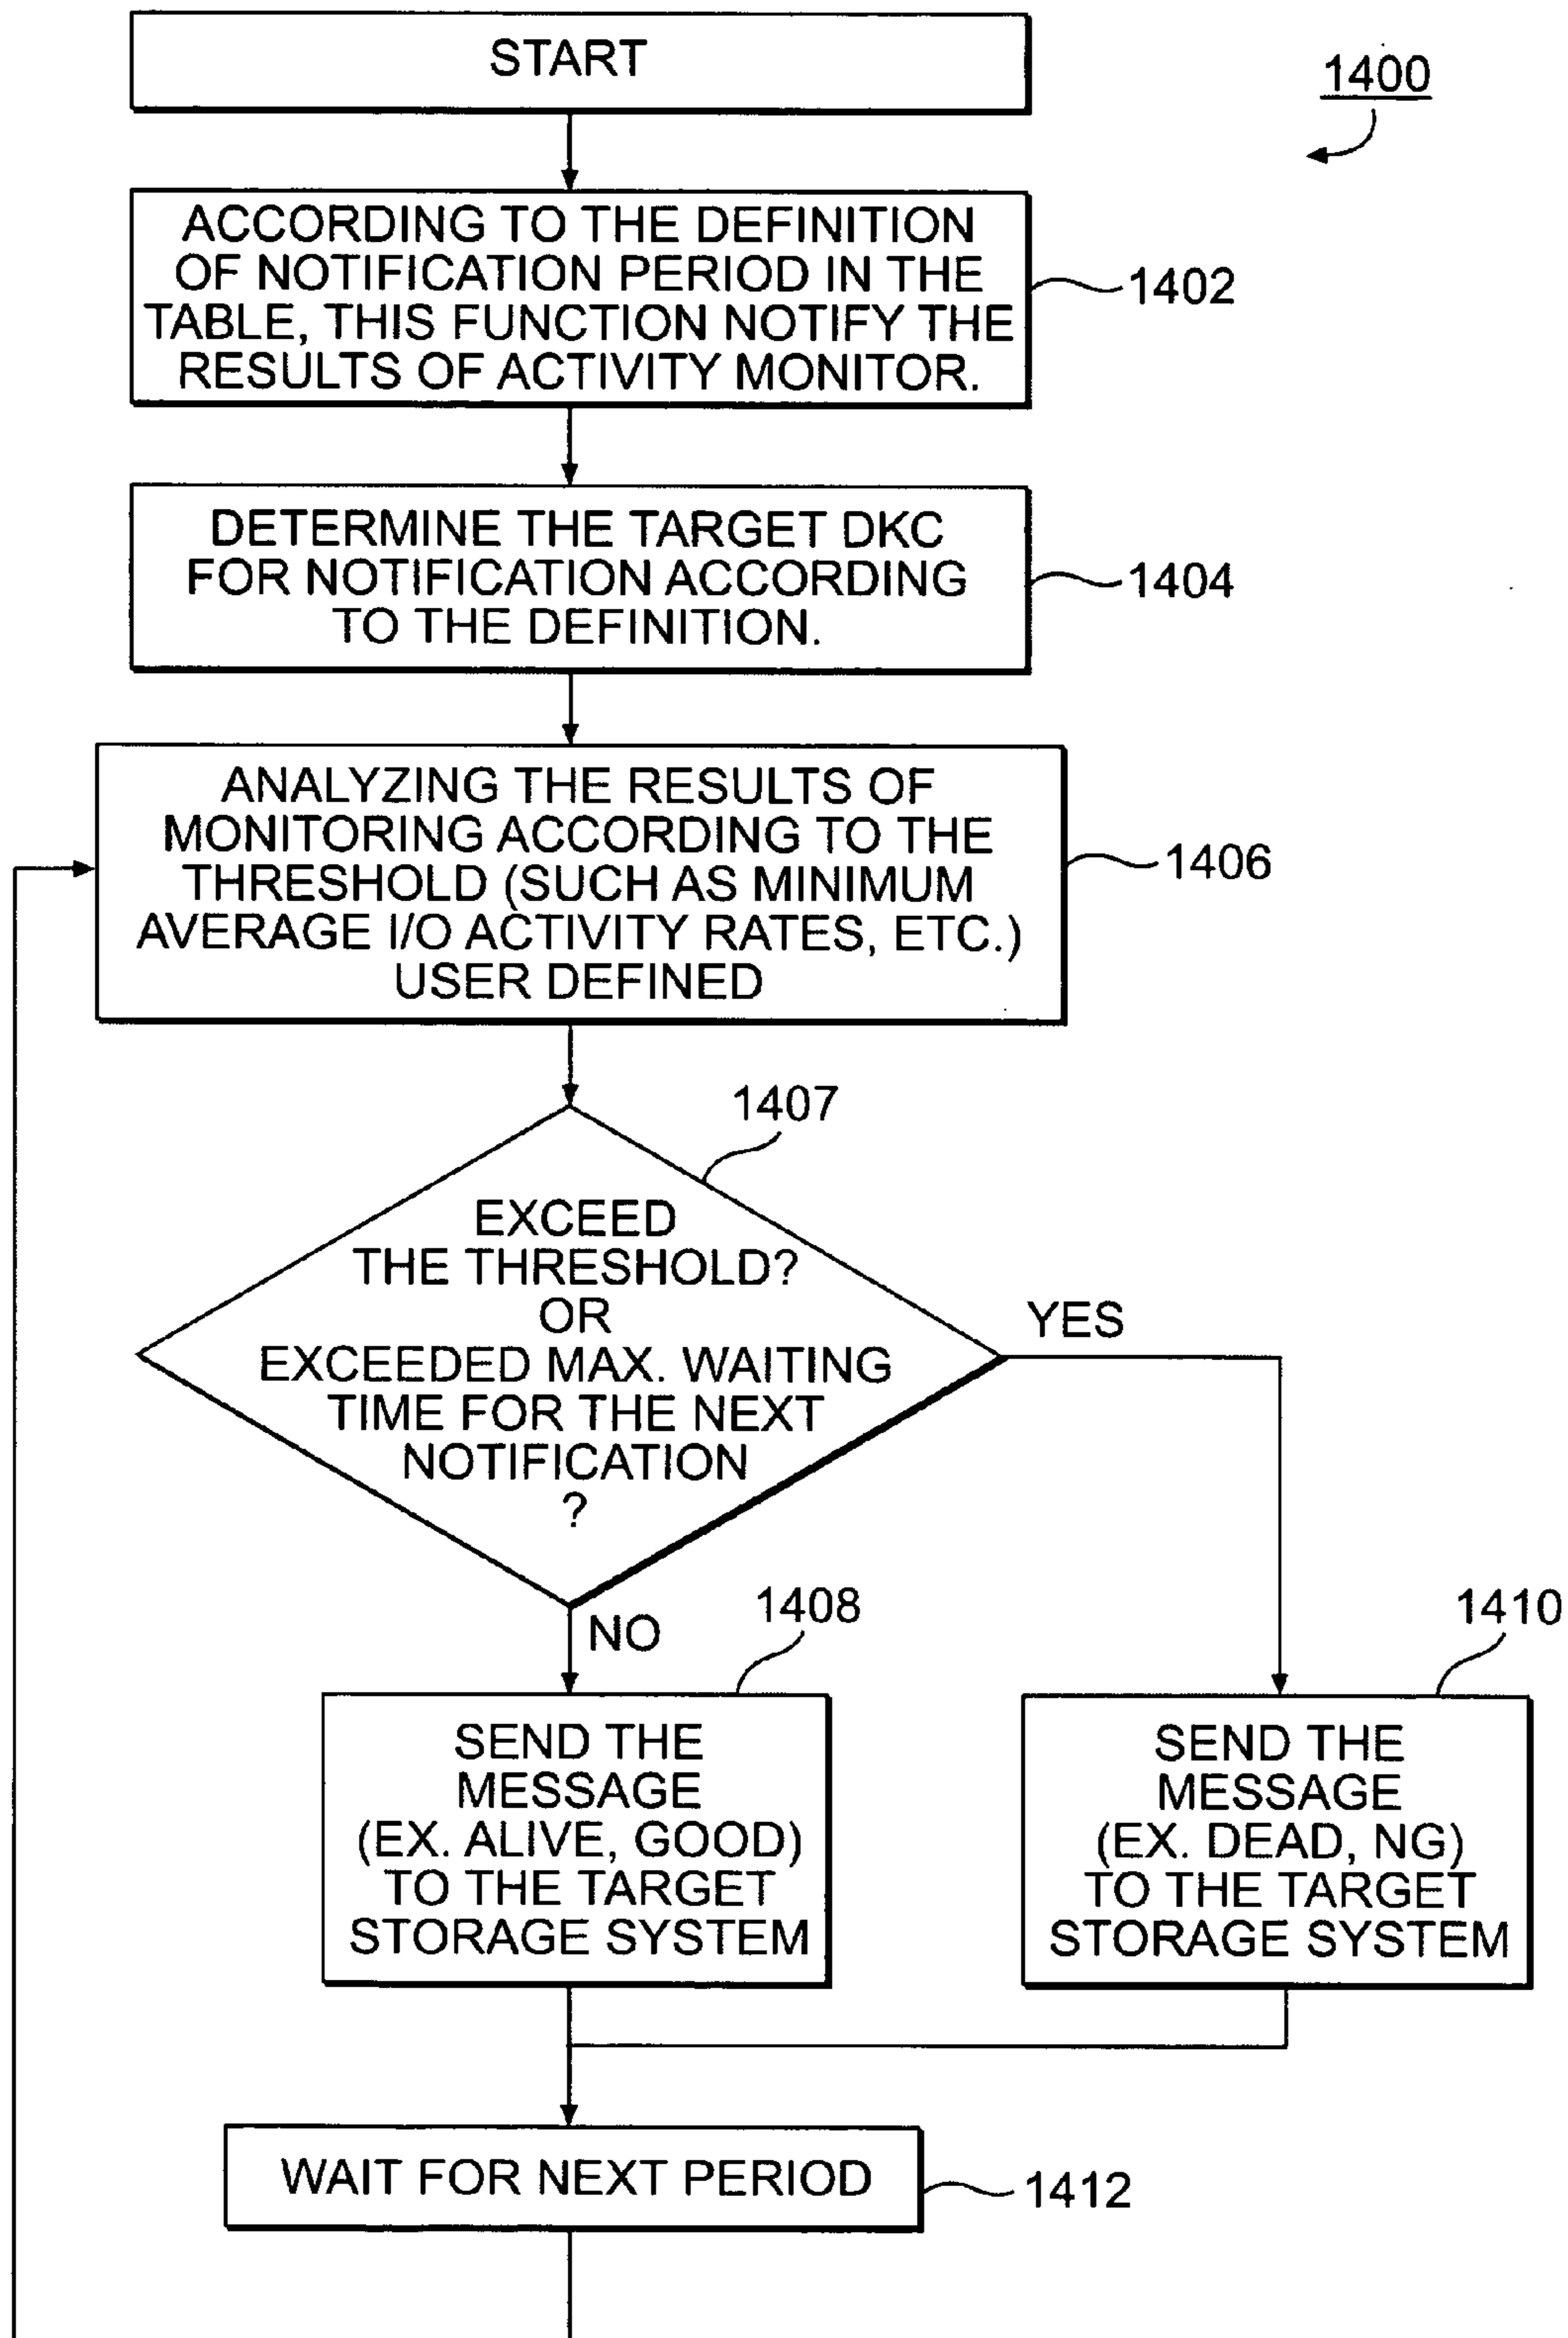 START
1400
ACCORDING TO THE DEFINITION
OF NOTIFICATION PERIOD IN THE
TABLE, THIS FUNCTION NOTIFY THE
RESULTS OF ACTIVITY MONITOR.
1402
DETERMINE THE TARGET DKC
FOR NOTIFICATION ACCORDING
TO THE DEFINITION.
1404
ANALYZING THE RESULTS OF
MONITORING ACCORDING TO THE
THRESHOLD (SUCH AS MINIMUM
AVERAGE I/O ACTIVITY RATES, ETC.)
USER DEFINED
1406
1407
EXCEED
THE THRESHOLD?
OR
EXCEEDED MAX. WAITING
TIME FOR THE NEXT
NOTIFICATION
?
YES
NO
1408
SEND THE
MESSAGE
(EX. ALIVE, GOOD)
TO THE TARGET
STORAGE SYSTEM
1410
SEND THE
MESSAGE
(EX. DEAD, NG)
TO THE TARGET
STORAGE SYSTEM
WAIT FOR NEXT PERIOD
1412